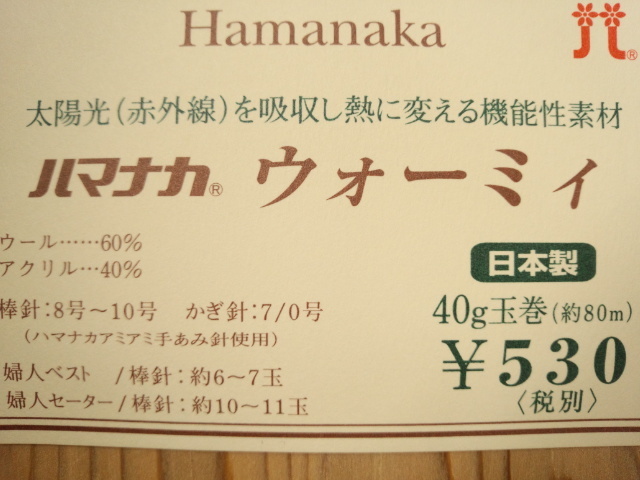 Hamanaka
太陽光(赤外線)を吸収し熱に変える機能性素材
ハマナカ® ウォーミィ
ウール……60%
アクリル…40%
日本製
棒針：8号～10号 かぎ針：7/0号
(ハマナカアミアミ手あみ針使用)
40g玉巻(約80m)
¥530
〈税別〉
婦人ベスト /棒針：約6～7玉
婦人セーター/棒針：約10～11玉